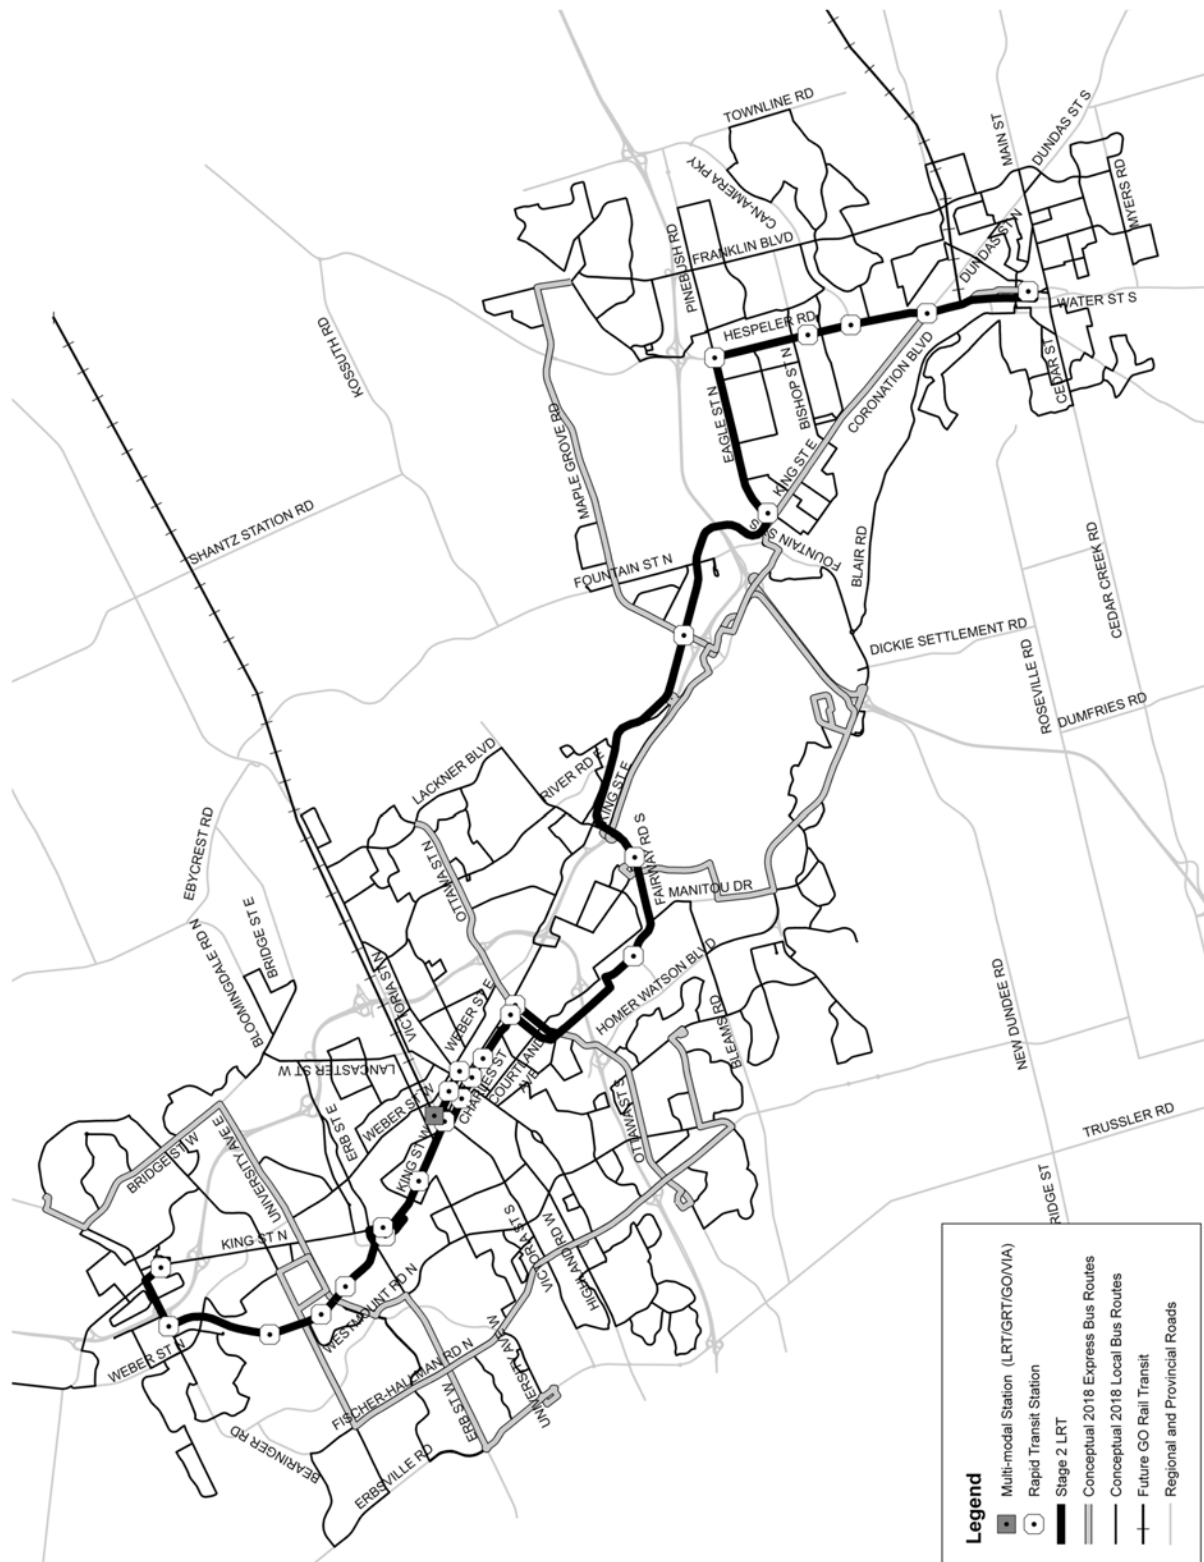 TOWNLINE RD
CAN-AMERA PKY
MAIN ST
DUNDAS ST S
MYERS RD
DUNDAS ST N
FRANKLIN BLVD
PINEBUSH RD
WATER ST S
HESPELER RD
KOSSUTH RD
CEDAR ST
CORONATION BLVD
BISHOP ST N
EAGLE ST N
MAPLE GROVE RD
KING ST E
SHANTZ STATION RD
FOUNTAIN ST N
FOUNTAIN S
BLAIR RD
CEDAR CREEK RD
DICKIE SETTLEMENT RD
ROSEVILLE RD
DUMFRIES RD
LACKNER BLVD
RIVER RD E
KING ST E
EBYCREST RD
OTTAWA ST N
FAIRWAY RD S
MANITOU DR
BRIDGE ST E
BLOOMINGDALE RD N
VICTORIA ST N
HOMER WATSON BLVD
WEBER ST E
BLEAMS RD
NEW DUNDEE RD
LANCASTER ST W
CHARLES ST
COURTLAND
AVE
WEBER ST W
ERB ST E
OTTAWA ST S
TRUSSLER RD
BRIDGE ST W
UNIVERSITY AVE E
KING ST W
KING ST N
VICTORIA ST S
HIGHLAND RD W
RIDGE ST
WESTMOUNT RD N
WEBER ST N
FISCHER-HALLMAN RD N
UNIVERSITY AVE W
ERB ST W
BEARINGER RD
ERBSVILLE RD
Legend
Multi-modal Station (LRT/GRT/GO/VIA)
Rapid Transit Station
Stage 2 LRT
Conceptual 2018 Express Bus Routes
Conceptual 2018 Local Bus Routes
Future GO Rail Transit
Regional and Provincial Roads